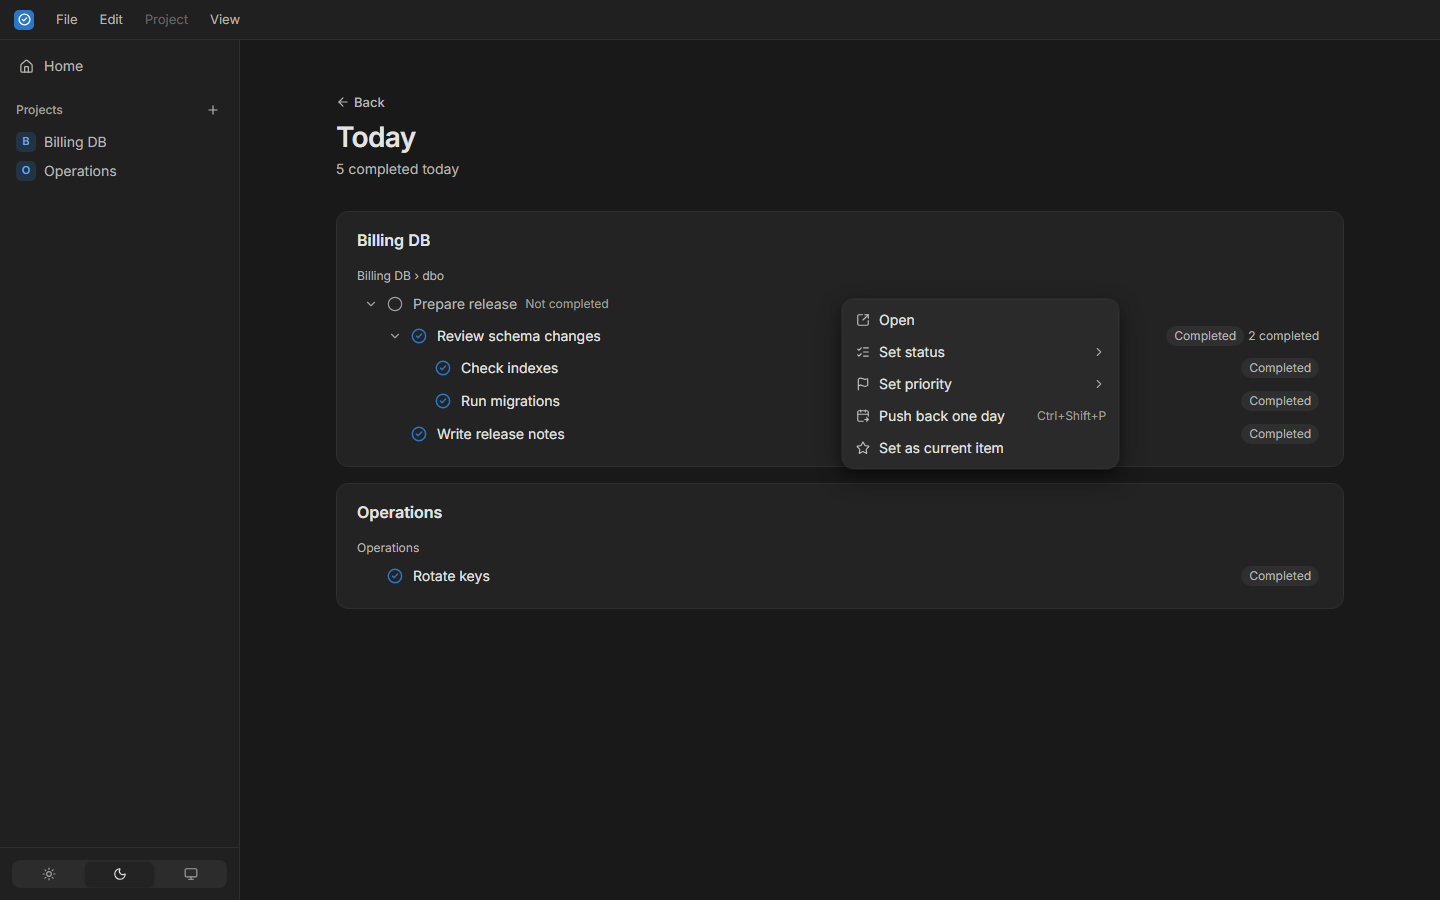 File Edit Project View
Home
Projects
B Billing DB
O Operations
Back
Today
5 completed today
Billing DB
Billing DB › dbo
Prepare release Not completed
Review schema changes Completed 2 completed
Check indexes Completed
Run migrations Completed
Write release notes Completed
Open
Set status
Set priority
Push back one day Ctrl+Shift+P
Set as current item
Operations
Operations
Rotate keys Completed